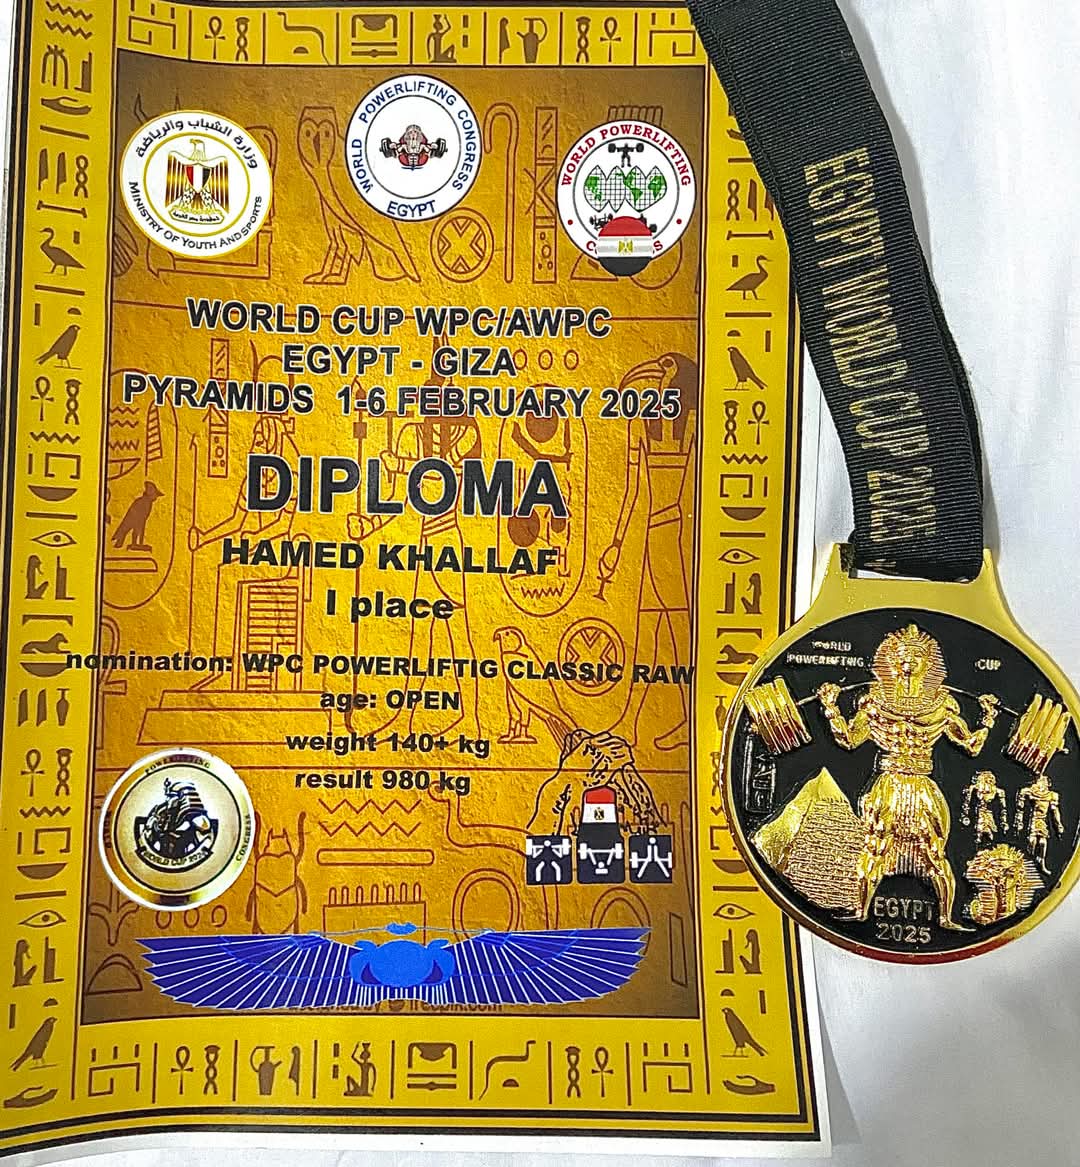 وزارة الشباب والرياضة
MINISTRY OF YOUTH AND SPORTS
WORLD POWERLIFTING CONGRESS
EGYPT
WORLD POWERLIFTING
WORLD CUP WPC/AWPC
EGYPT - GIZA
PYRAMIDS 1-6 FEBRUARY 2025
DIPLOMA
HAMED KHALLAF
I place
nomination: WPC POWERLIFTIG CLASSIC RAW
age: OPEN
weight 140+ kg
result 980 kg
POWERLIFTING
CONGRESS
EGYPT WORLD CUP 2025
WORLD
POWERLIFTING
CUP
EGYPT
2025